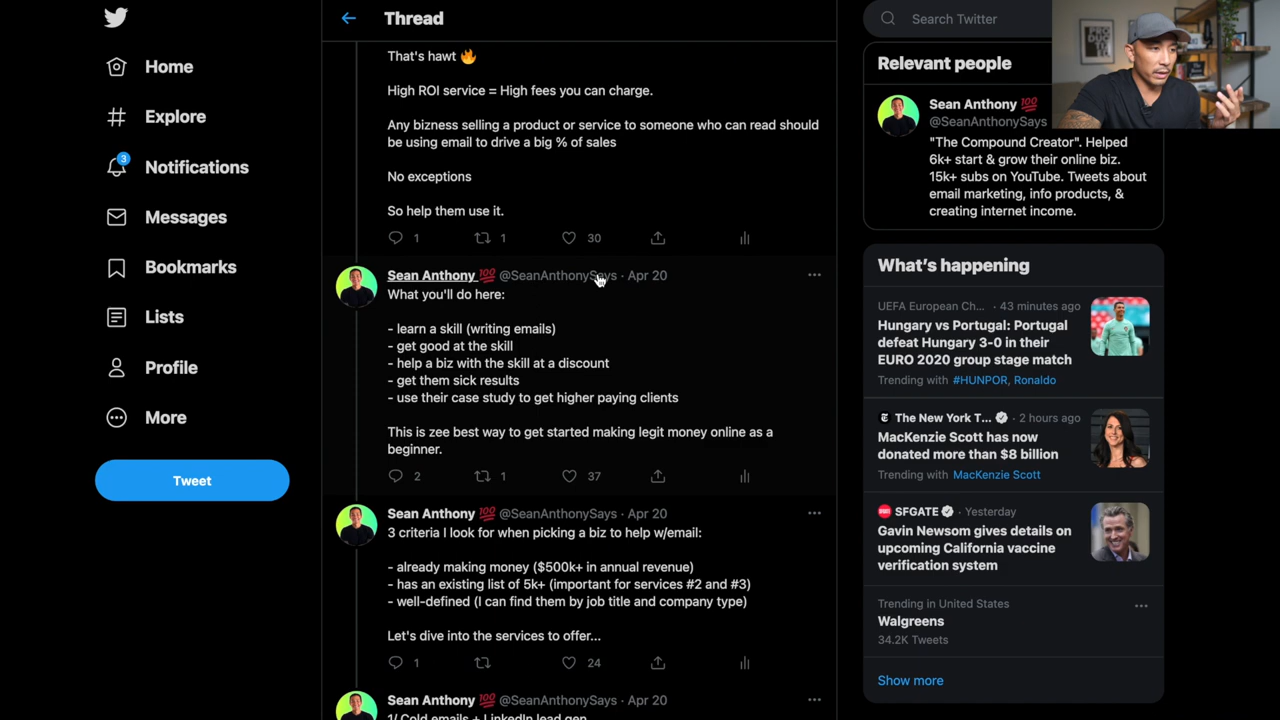 Home
Explore
3
Notifications
Messages
Bookmarks
Lists
Profile
More
Tweet
Thread
That's hawt 🔥
High ROI service = High fees you can charge.
Any bizness selling a product or service to someone who can read should
be using email to drive a big % of sales
No exceptions
So help them use it.
1
1
30
Sean Anthony 💯 @SeanAnthonySays · Apr 20
What you'll do here:
- learn a skill (writing emails)
- get good at the skill
- help a biz with the skill at a discount
- get them sick results
- use their case study to get higher paying clients
This is zee best way to get started making legit money online as a
beginner.
2
1
37
Sean Anthony 💯 @SeanAnthonySays · Apr 20
3 criteria I look for when picking a biz to help w/email:
- already making money ($500k+ in annual revenue)
- has an existing list of 5k+ (important for services #2 and #3)
- well-defined (I can find them by job title and company type)
Let's dive into the services to offer...
1
24
Sean Anthony 💯 @SeanAnthonySays · Apr 20
1/ Cold emails + LinkedIn lead gen
Search Twitter
Relevant people
Sean Anthony 💯
@SeanAnthonySays
"The Compound Creator". Helped
6k+ start & grow their online biz.
15k+ subs on YouTube. Tweets about
email marketing, info products, &
creating internet income.
What's happening
UEFA European Ch... · 43 minutes ago
Hungary vs Portugal: Portugal
defeat Hungary 3-0 in their
EURO 2020 group stage match
Trending with #HUNPOR, Ronaldo
The New York T... · 2 hours ago
MacKenzie Scott has now
donated more than $8 billion
Trending with MacKenzie Scott
SFGATE · Yesterday
Gavin Newsom gives details on
upcoming California vaccine
verification system
Trending in United States
Walgreens
34.2K Tweets
Show more